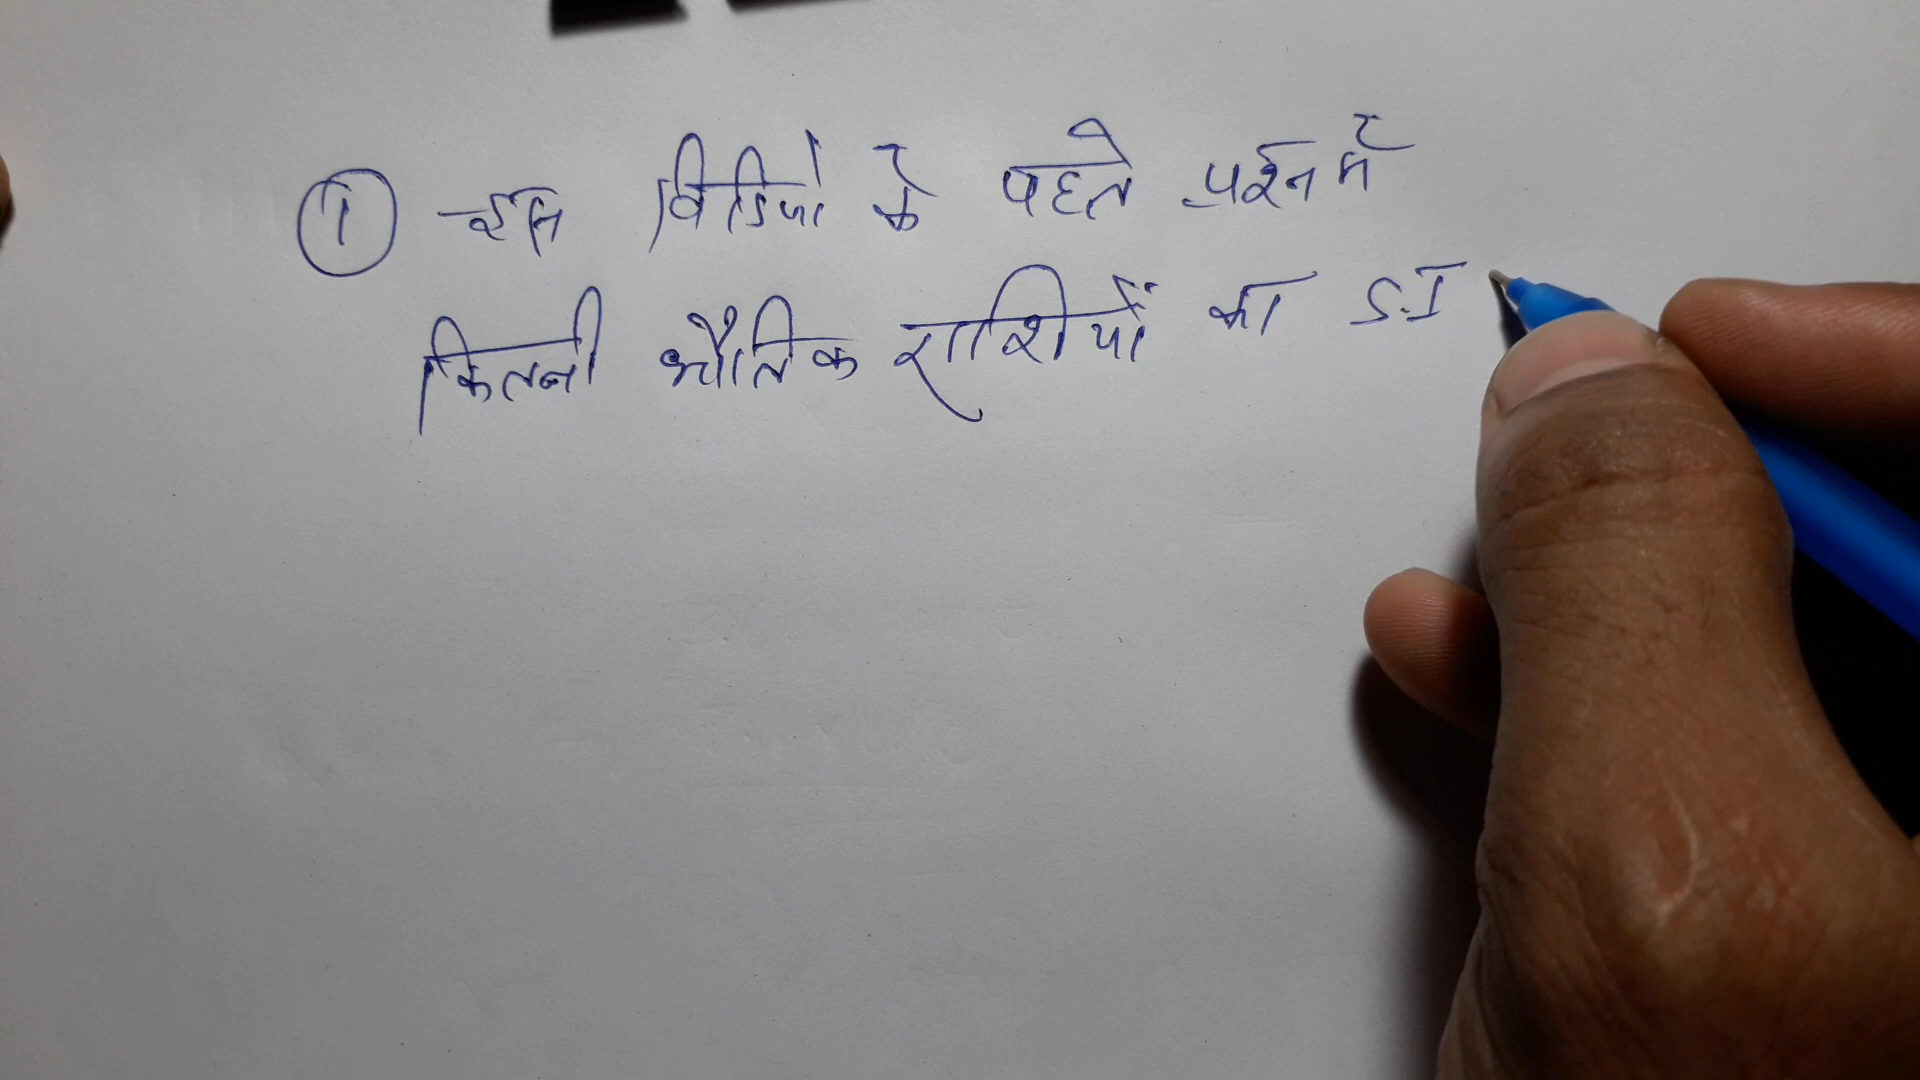 ① इस विडियो के पहले प्रश्न में
कितनी भौतिक राशियों का S.I